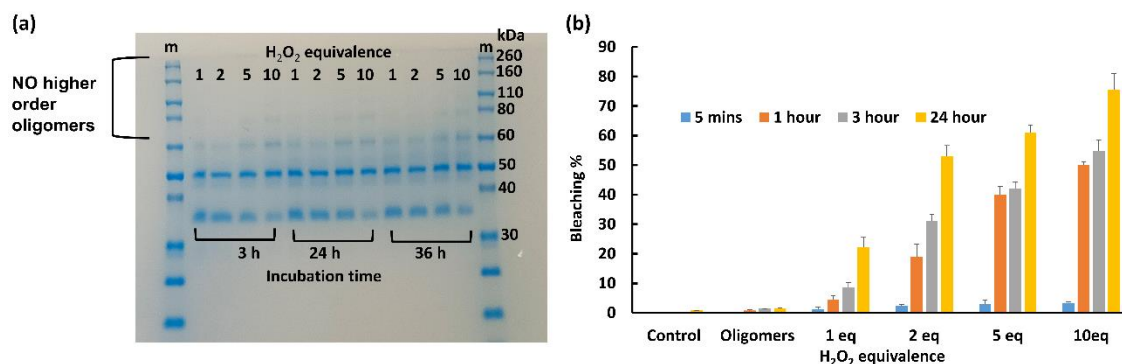 (a)
m
H₂O₂ equivalence
kDa
m
NO higher
order
oligomers
1 2 5 10 1 2 5 10 1 2 5 10
260
160
110
80
60
50
40
30
3 h
24 h
36 h
Incubation time
(b)
90
80
70
60
50
40
30
20
10
0
Bleaching %
5 mins
1 hour
3 hour
24 hour
Control
Oligomers
1 eq
2 eq
5 eq
10eq
H₂O₂ equivalence